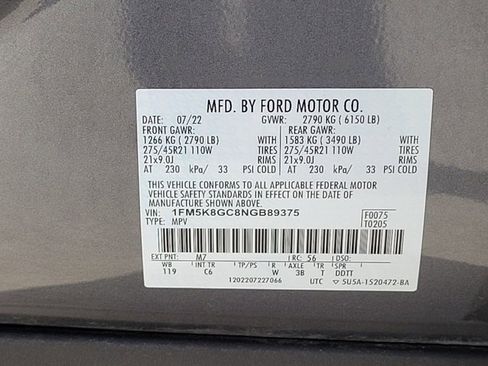 MFD. BY FORD MOTOR CO.
DATE: 07/22 GVWR: 2790 KG ( 6150 LB)
FRONT GAWR: REAR GAWR:
1266 KG ( 2790 LB) WITH 1583 KG ( 3490 LB) WITH
275/45R21 110W TIRES 275/45R21 110W TIRES
21x9.0J RIMS 21x9.0J RIMS
AT 230 kPa/ 33 PSI COLD AT 230 kPa/ 33 PSI COLD
THIS VEHICLE CONFORMS TO ALL APPLICABLE FEDERAL MOTOR
VEHICLE SAFETY STANDARDS IN EFFECT ON THE DATE OF
MANUFACTURE SHOWN ABOVE.
VIN: 1FM5K8GC8NGB89375 F0075
TYPE: MPV T0205
EXT PNT: M7 RC: 56
WB INT TR TP/PS R AXLE TR SPR
119 C6 W 3B T DDTT
1202207227066 UTC 5U5A-1520472-BA